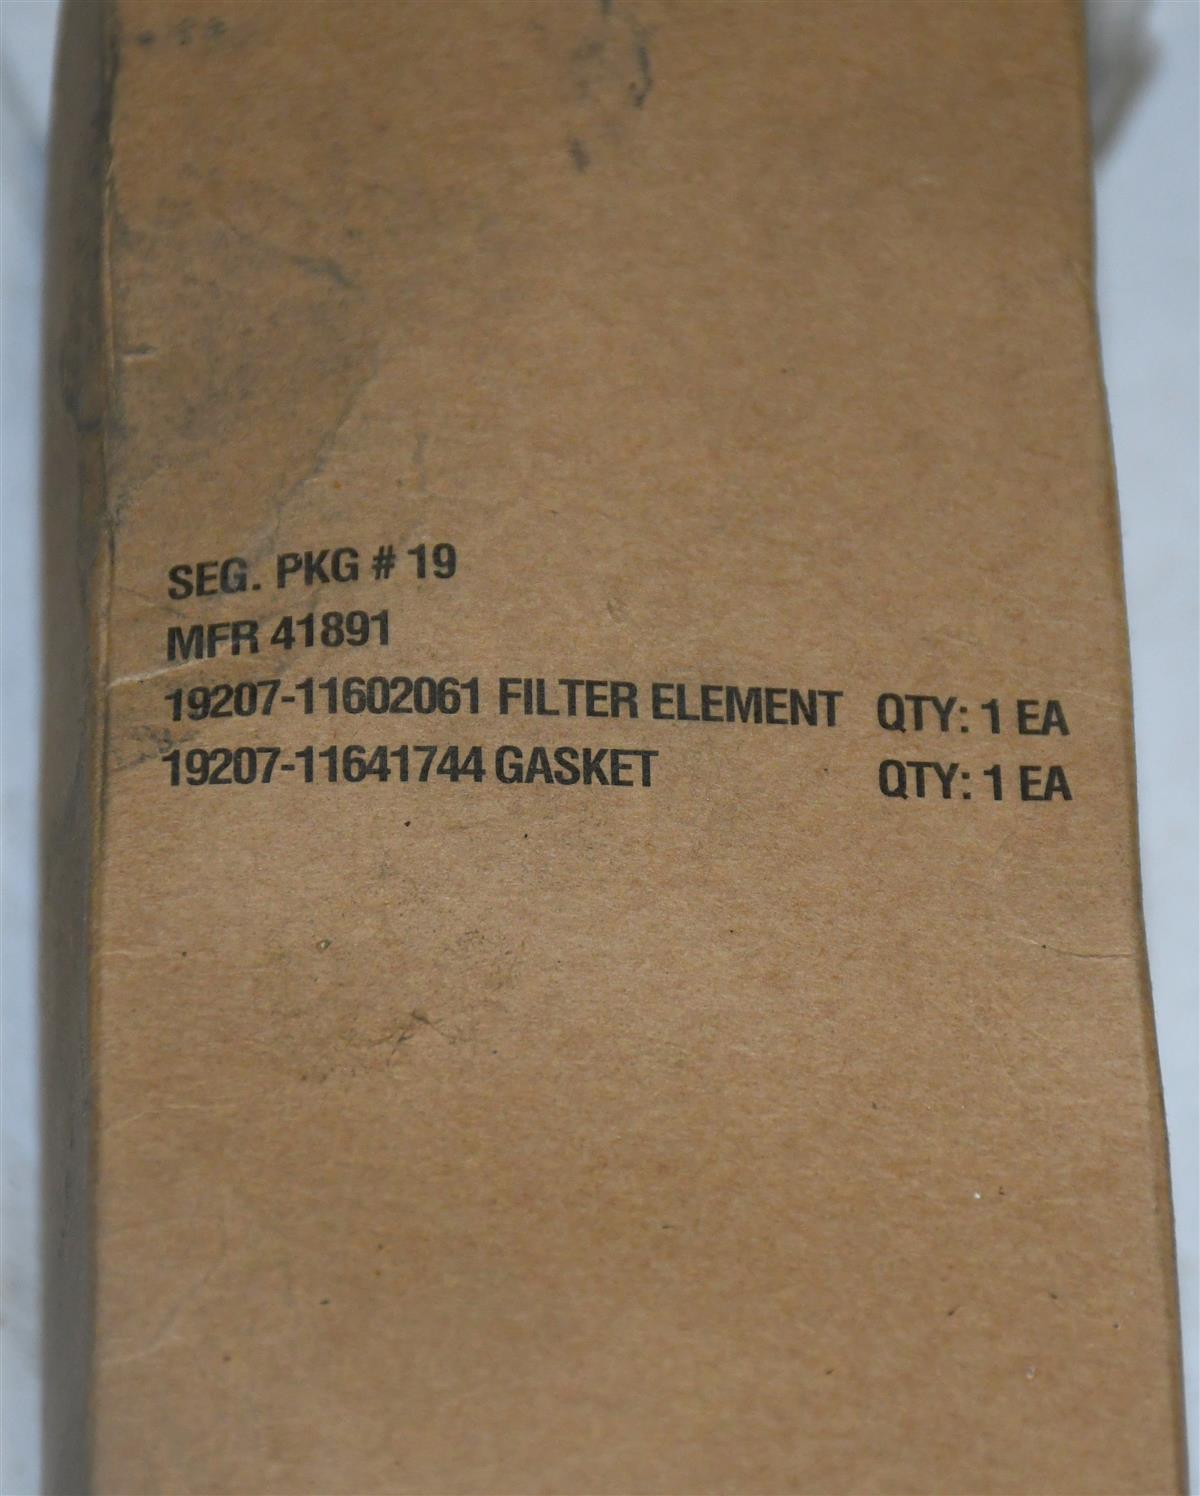 SEG. PKG # 19
MFR 41891
19207-11602061 FILTER ELEMENT QTY: 1 EA
19207-11641744 GASKET QTY: 1 EA